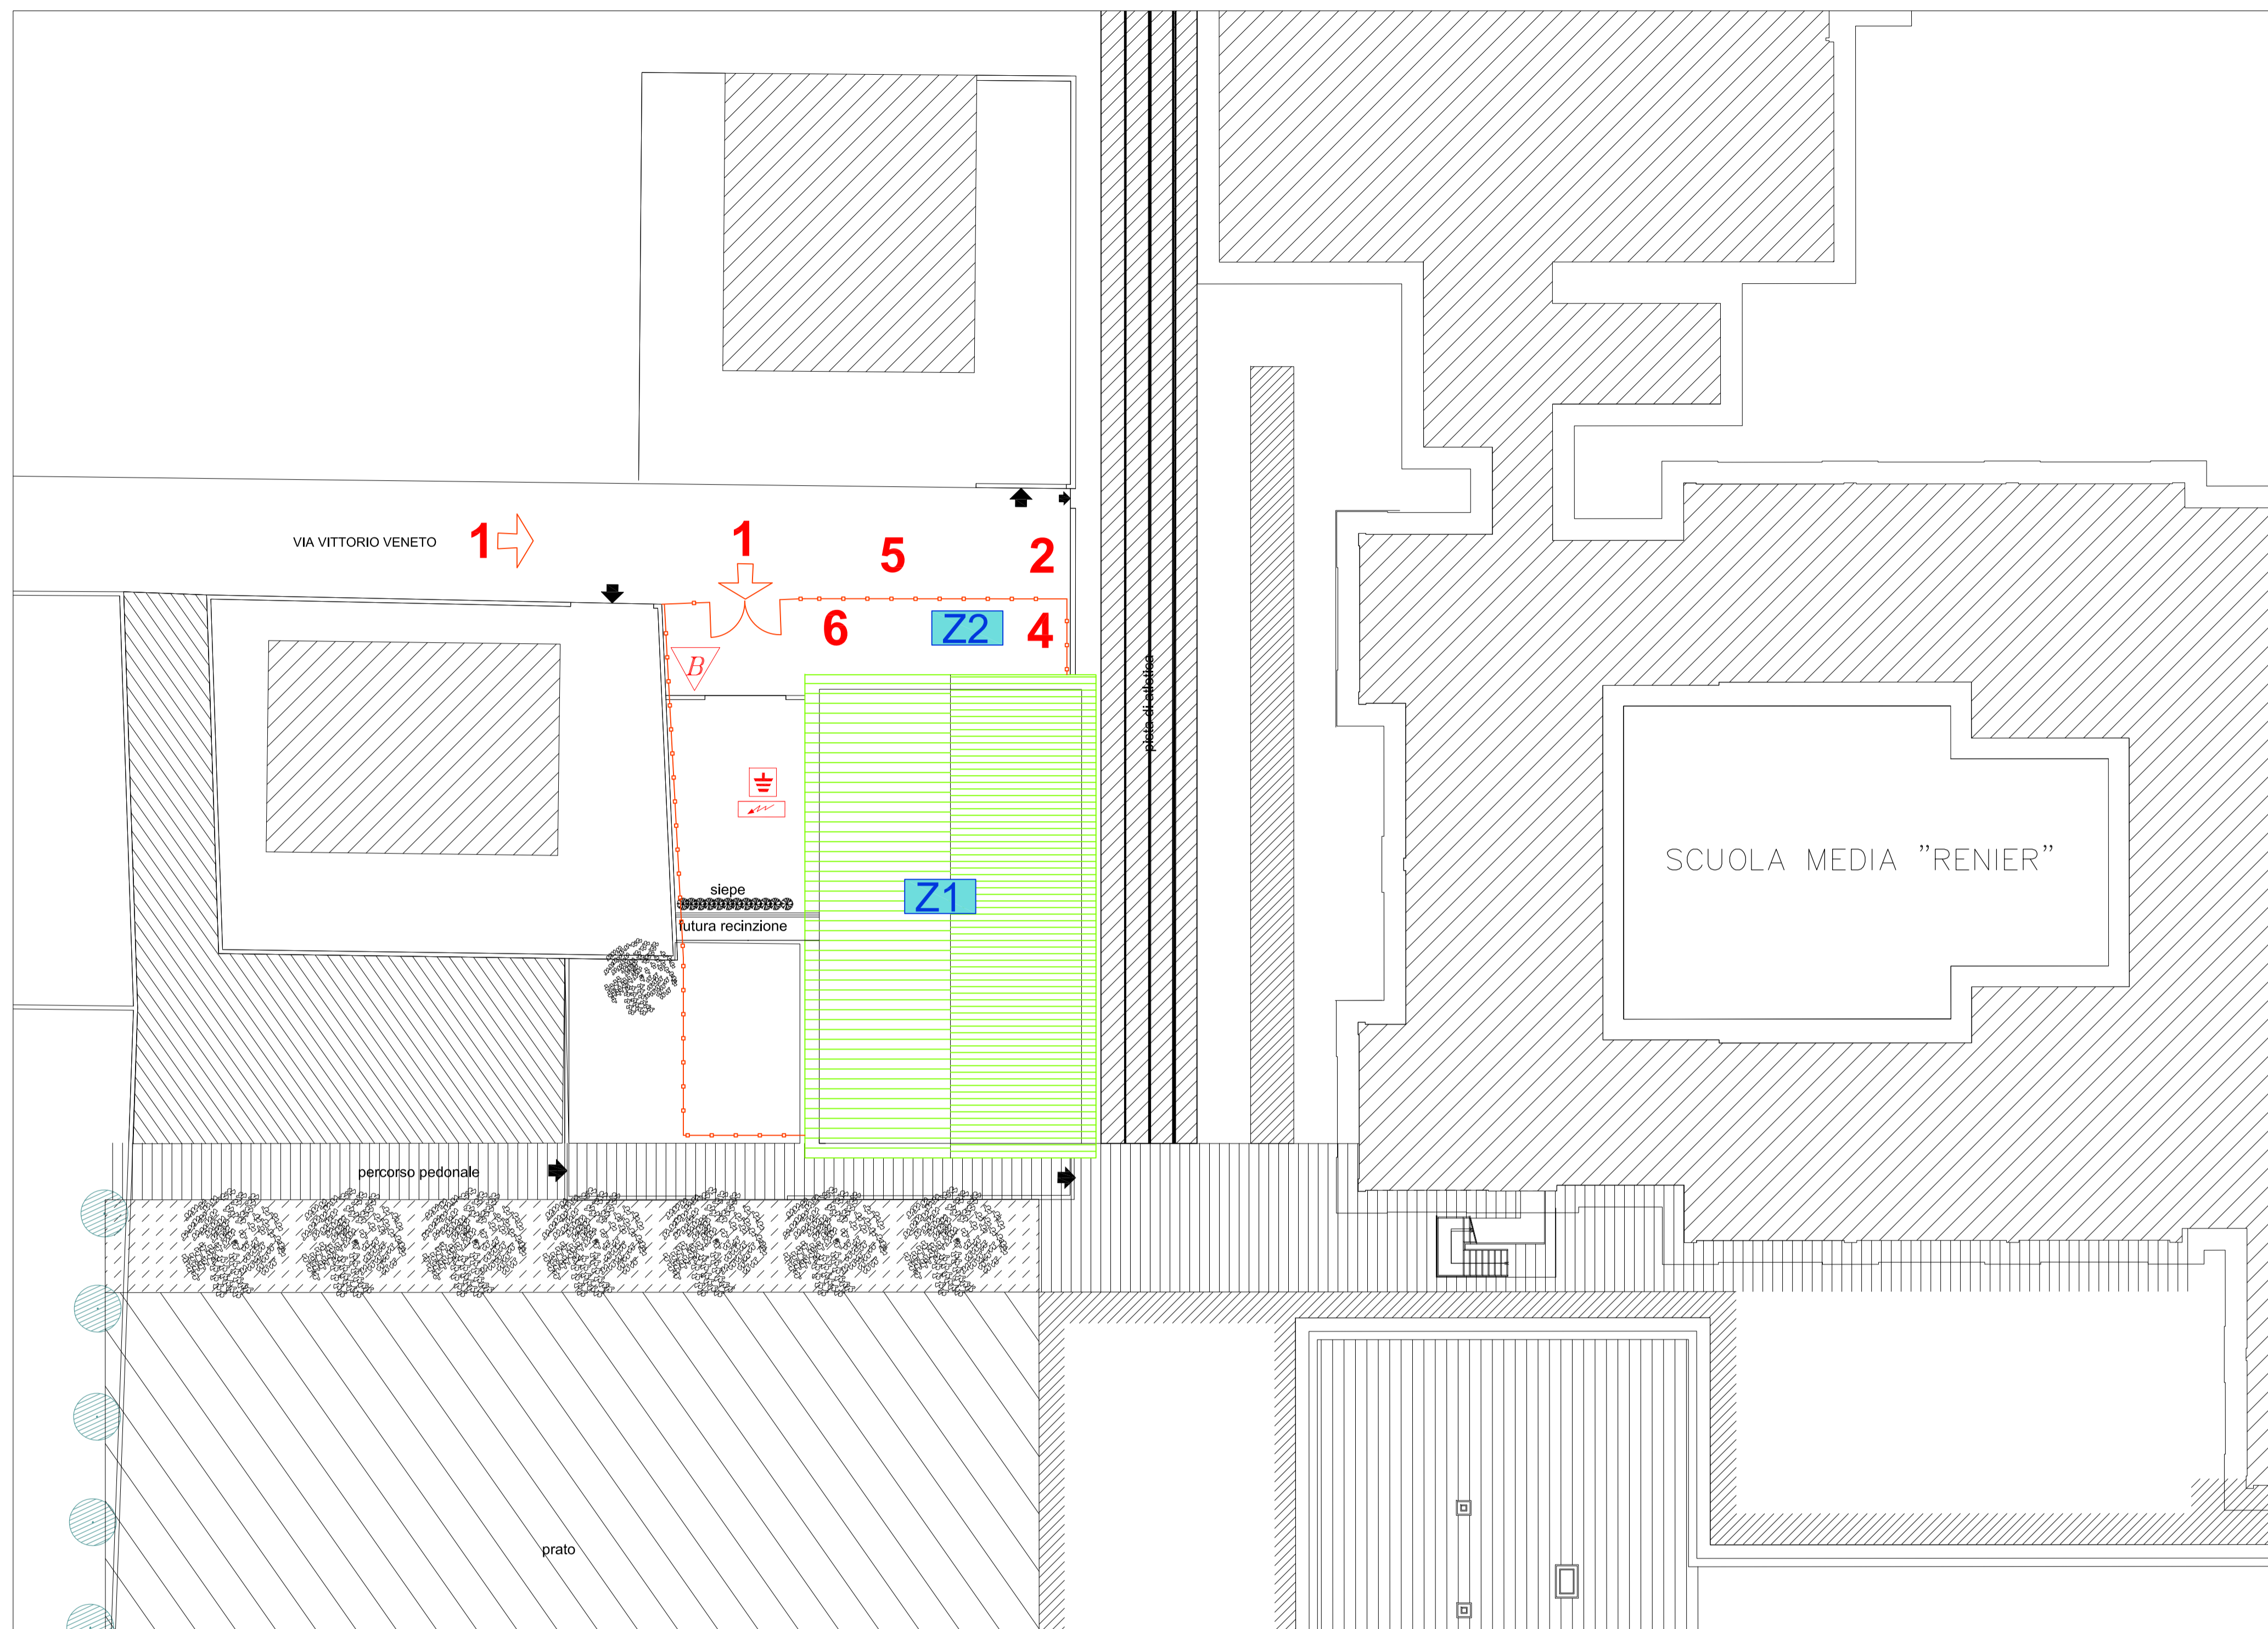 VIA VITTORIO VENETO
1
1
5
2
6
Z2
4
B
pista di atletica
siepe
Z1
futura recinzione
SCUOLA MEDIA "RENIER"
percorso pedonale
prato